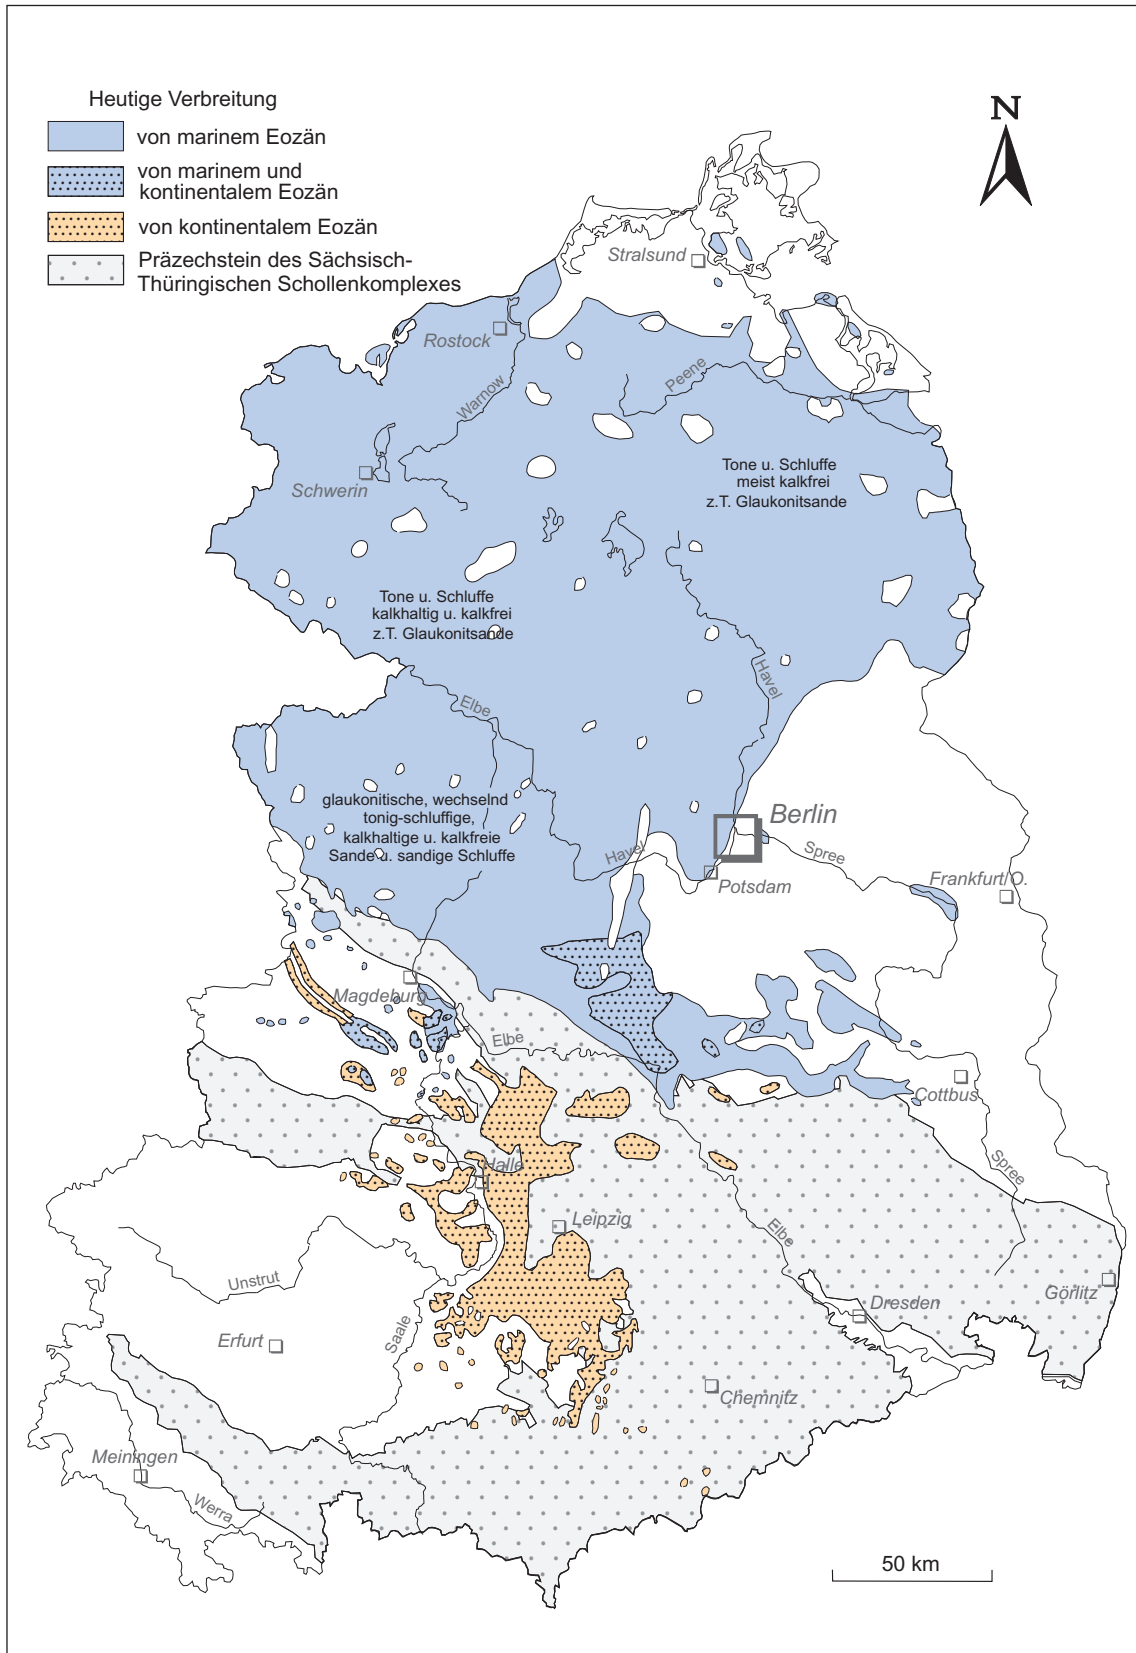 Heutige Verbreitung
von marinem Eozän
von marinem und
kontinentalem Eozän
von kontinentalem Eozän
Präzechstein des Sächsisch-
Thüringischen Schollenkomplexes
N
Stralsund
Rostock
Warnow
Peene
Schwerin
Tone u. Schluffe
meist kalkfrei
z.T. Glaukonitsande
Tone u. Schluffe
kalkhaltig u. kalkfrei
z.T. Glaukonitsande
Havel
Elbe
glaukonitische, wechselnd
tonig-schluffige,
kalkhaltige u. kalkfreie
Sande u. sandige Schluffe
Berlin
Havel
Spree
Potsdam
Frankfurt/O.
Magdeburg
Elbe
Cottbus
Halle
Spree
Leipzig
Elbe
Unstrut
Görlitz
Dresden
Erfurt
Saale
Chemnitz
Meiningen
Werra
50 km